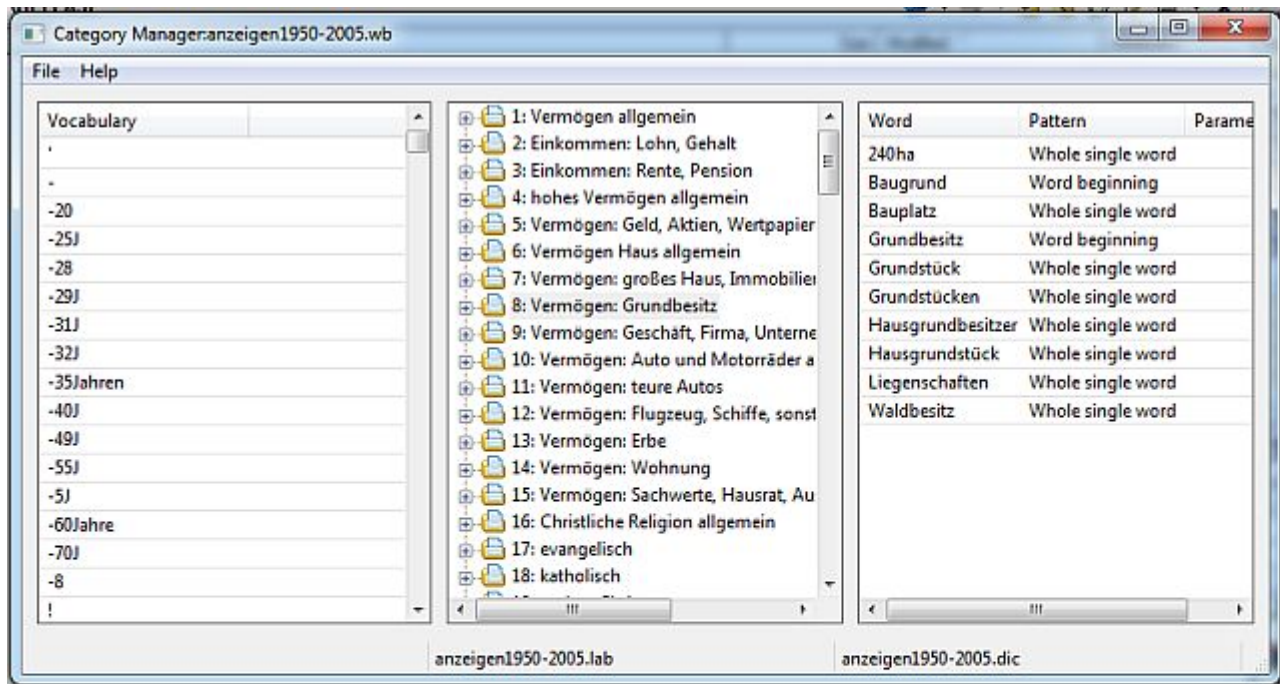 Category Manager:anzeigen1950-2005.wb
File Help
Vocabulary
'
-
-20
-25J
-28
-29J
-31J
-32J
-35Jahren
-40J
-49J
-55J
-5J
-60Jahre
-70J
-8
!
1: Vermögen allgemein
2: Einkommen: Lohn, Gehalt
3: Einkommen: Rente, Pension
4: hohes Vermögen allgemein
5: Vermögen: Geld, Aktien, Wertpapier
6: Vermögen Haus allgemein
7: Vermögen: großes Haus, Immobilie
8: Vermögen: Grundbesitz
9: Vermögen: Geschäft, Firma, Unterne
10: Vermögen: Auto und Motorräder a
11: Vermögen: teure Autos
12: Vermögen: Flugzeug, Schiffe, sonst
13: Vermögen: Erbe
14: Vermögen: Wohnung
15: Vermögen: Sachwerte, Hausrat, Au
16: Christliche Religion allgemein
17: evangelisch
18: katholisch
Word Pattern Parame
240ha Whole single word
Baugrund Word beginning
Bauplatz Whole single word
Grundbesitz Word beginning
Grundstück Whole single word
Grundstücken Whole single word
Hausgrundbesitzer Whole single word
Hausgrundstück Whole single word
Liegenschaften Whole single word
Waldbesitz Whole single word
anzeigen1950-2005.lab
anzeigen1950-2005.dic